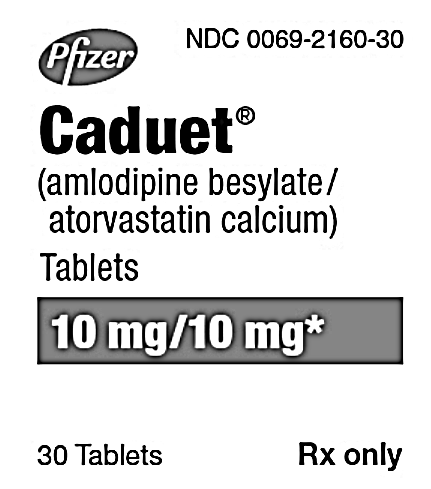 Pfizer
NDC 0069-2160-30
Caduet®
(amlodipine besylate/
atorvastatin calcium)
Tablets
10 mg/10 mg*
30 Tablets
Rx only